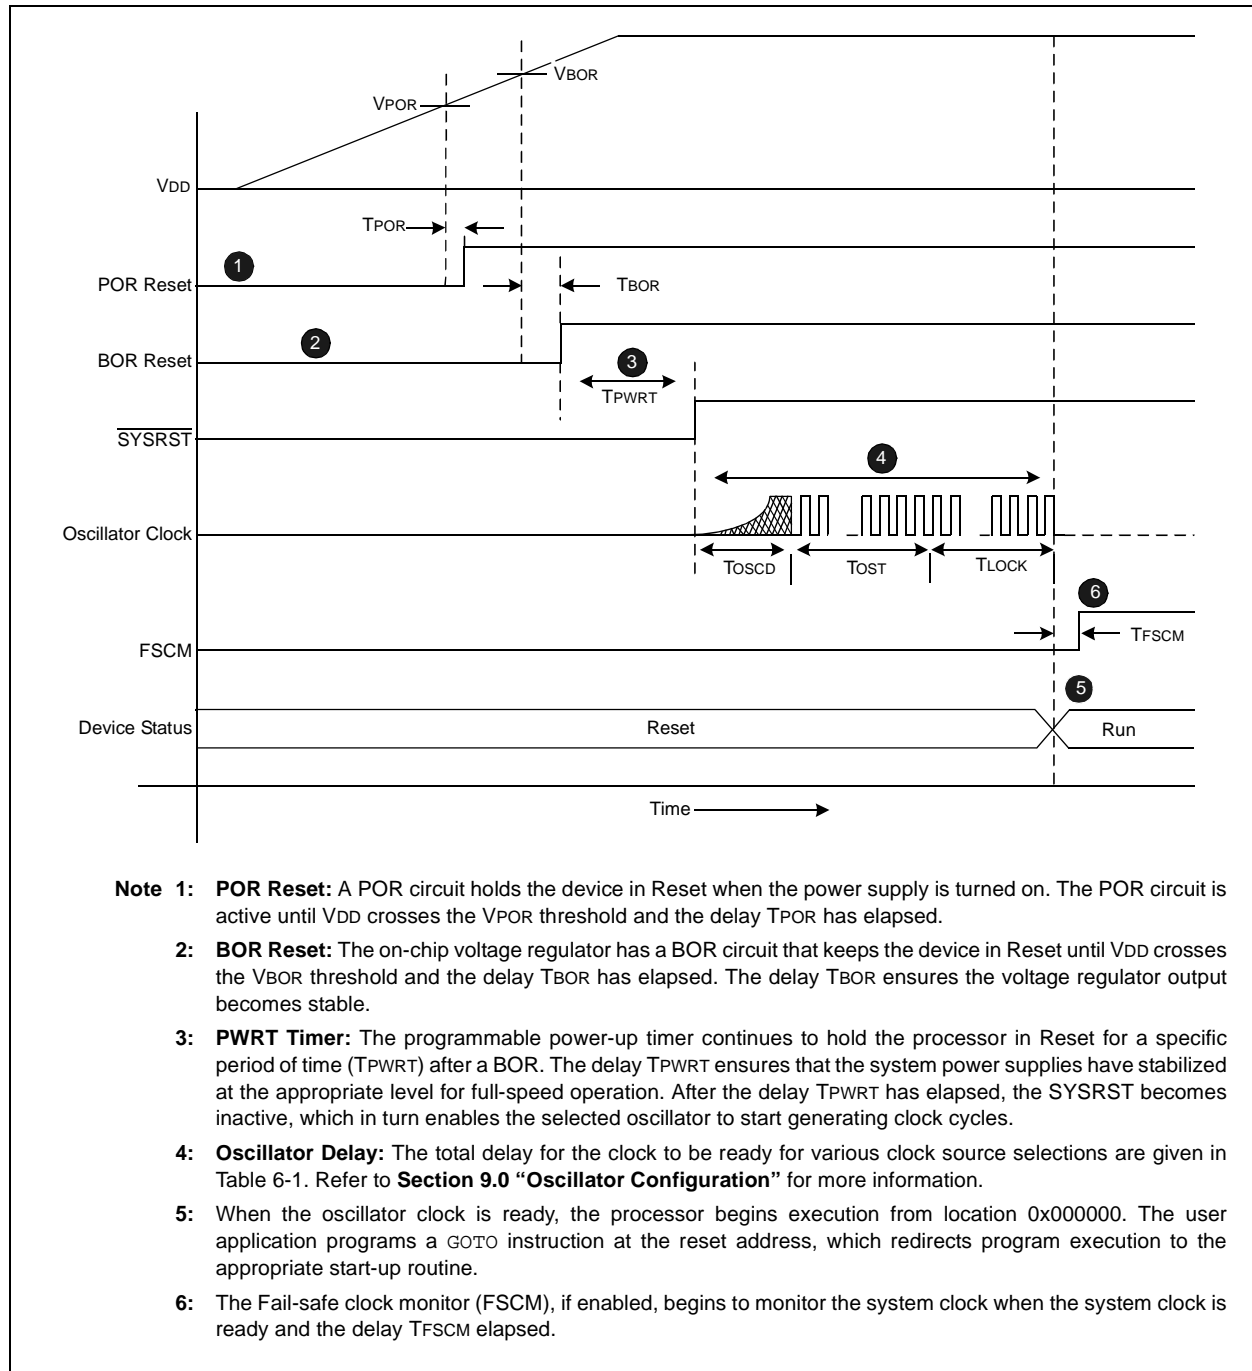 VBOR
VPOR
VDD
TPOR
1
POR Reset
TBOR
2
BOR Reset
3
TPWRT
SYSRST
4
Oscillator Clock
TOSCD
TOST
TLOCK
6
TFSCM
FSCM
5
Device Status
Reset
Run
Time
Note 1: POR Reset: A POR circuit holds the device in Reset when the power supply is turned on. The POR circuit is
active until VDD crosses the VPOR threshold and the delay TPOR has elapsed.
2: BOR Reset: The on-chip voltage regulator has a BOR circuit that keeps the device in Reset until VDD crosses
the VBOR threshold and the delay TBOR has elapsed. The delay TBOR ensures the voltage regulator output
becomes stable.
3: PWRT Timer: The programmable power-up timer continues to hold the processor in Reset for a specific
period of time (TPWRT) after a BOR. The delay TPWRT ensures that the system power supplies have stabilized
at the appropriate level for full-speed operation. After the delay TPWRT has elapsed, the SYSRST becomes
inactive, which in turn enables the selected oscillator to start generating clock cycles.
4: Oscillator Delay: The total delay for the clock to be ready for various clock source selections are given in
Table 6-1. Refer to Section 9.0 “Oscillator Configuration” for more information.
5: When the oscillator clock is ready, the processor begins execution from location 0x000000. The user
application programs a GOTO instruction at the reset address, which redirects program execution to the
appropriate start-up routine.
6: The Fail-safe clock monitor (FSCM), if enabled, begins to monitor the system clock when the system clock is
ready and the delay TFSCM elapsed.